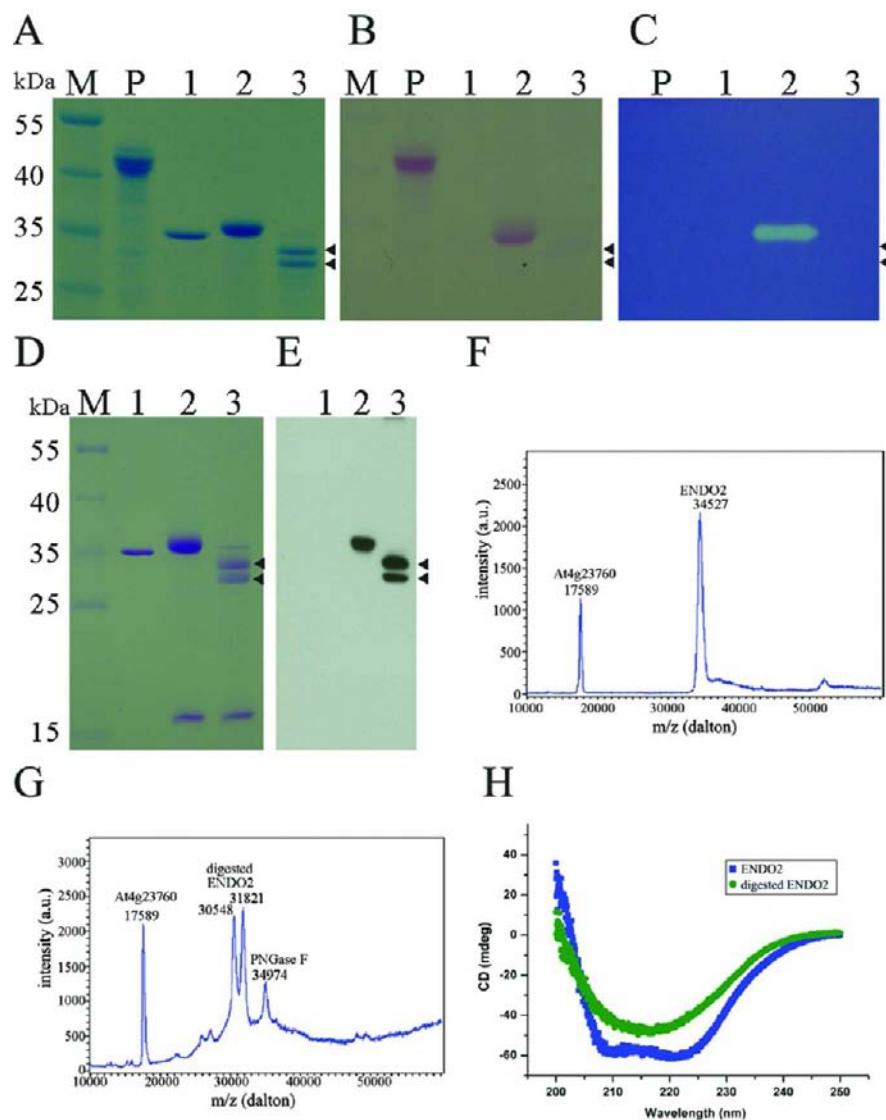 A
B
C
M P 1 2 3
M P 1 2 3
P 1 2 3
kDa
55
40
35
25
D
E
F
M 1 2 3
1 2 3
kDa
55
40
35
25
15
ENDO2
34527
At4g23760
17589
intensity (a.u.)
2500
2000
1500
1000
500
0
10000 20000 30000 40000 50000
m/z (dalton)
G
H
At4g23760
17589
digested
ENDO2
30548 31821
PNGase F
34974
intensity (a.u.)
3000
2500
2000
1500
1000
500
0
10000 20000 30000 40000 50000
m/z (dalton)
ENDO2
digested ENDO2
CD (mdeg)
40
20
0
-20
-40
-60
200 210 220 230 240 250
Wavelength (nm)